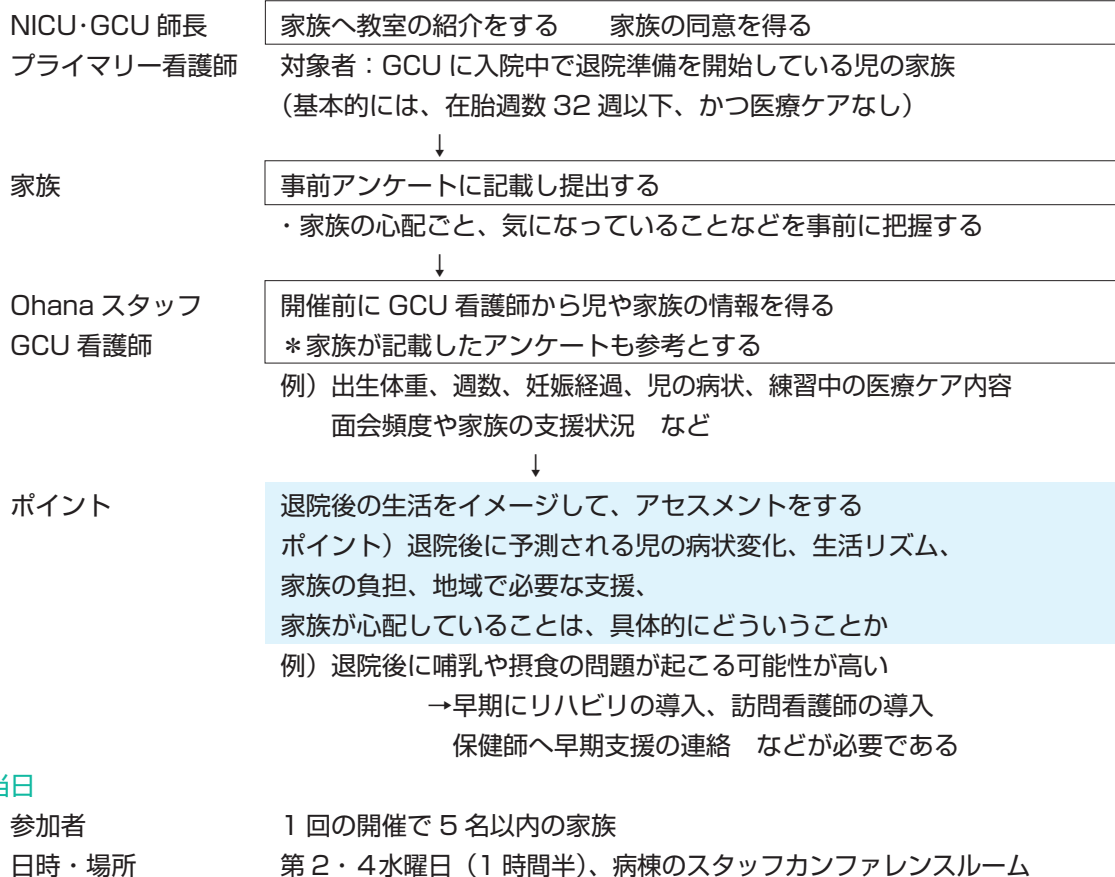 NICU・GCU 師長　家族へ教室の紹介をする　　家族の同意を得る
プライマリー看護師　対象者：GCU に入院中で退院準備を開始している児の家族
（基本的には、在胎週数 32 週以下、かつ医療ケアなし）
↓
家族　事前アンケートに記載し提出する
・家族の心配ごと、気になっていることなどを事前に把握する
↓
Ohana スタッフ　開催前に GCU 看護師から児や家族の情報を得る
GCU 看護師　＊家族が記載したアンケートも参考とする
例）出生体重、週数、妊娠経過、児の病状、練習中の医療ケア内容
面会頻度や家族の支援状況　など
↓
ポイント　退院後の生活をイメージして、アセスメントをする
ポイント）退院後に予測される児の病状変化、生活リズム、
家族の負担、地域で必要な支援、
家族が心配していることは、具体的にどういうことか
例）退院後に哺乳や摂食の問題が起こる可能性が高い
→早期にリハビリの導入、訪問看護師の導入
保健師へ早期支援の連絡　などが必要である
当日
参加者　1 回の開催で 5 名以内の家族
日時・場所　第 2・4水曜日（1 時間半）、病棟のスタッフカンファレンスルーム